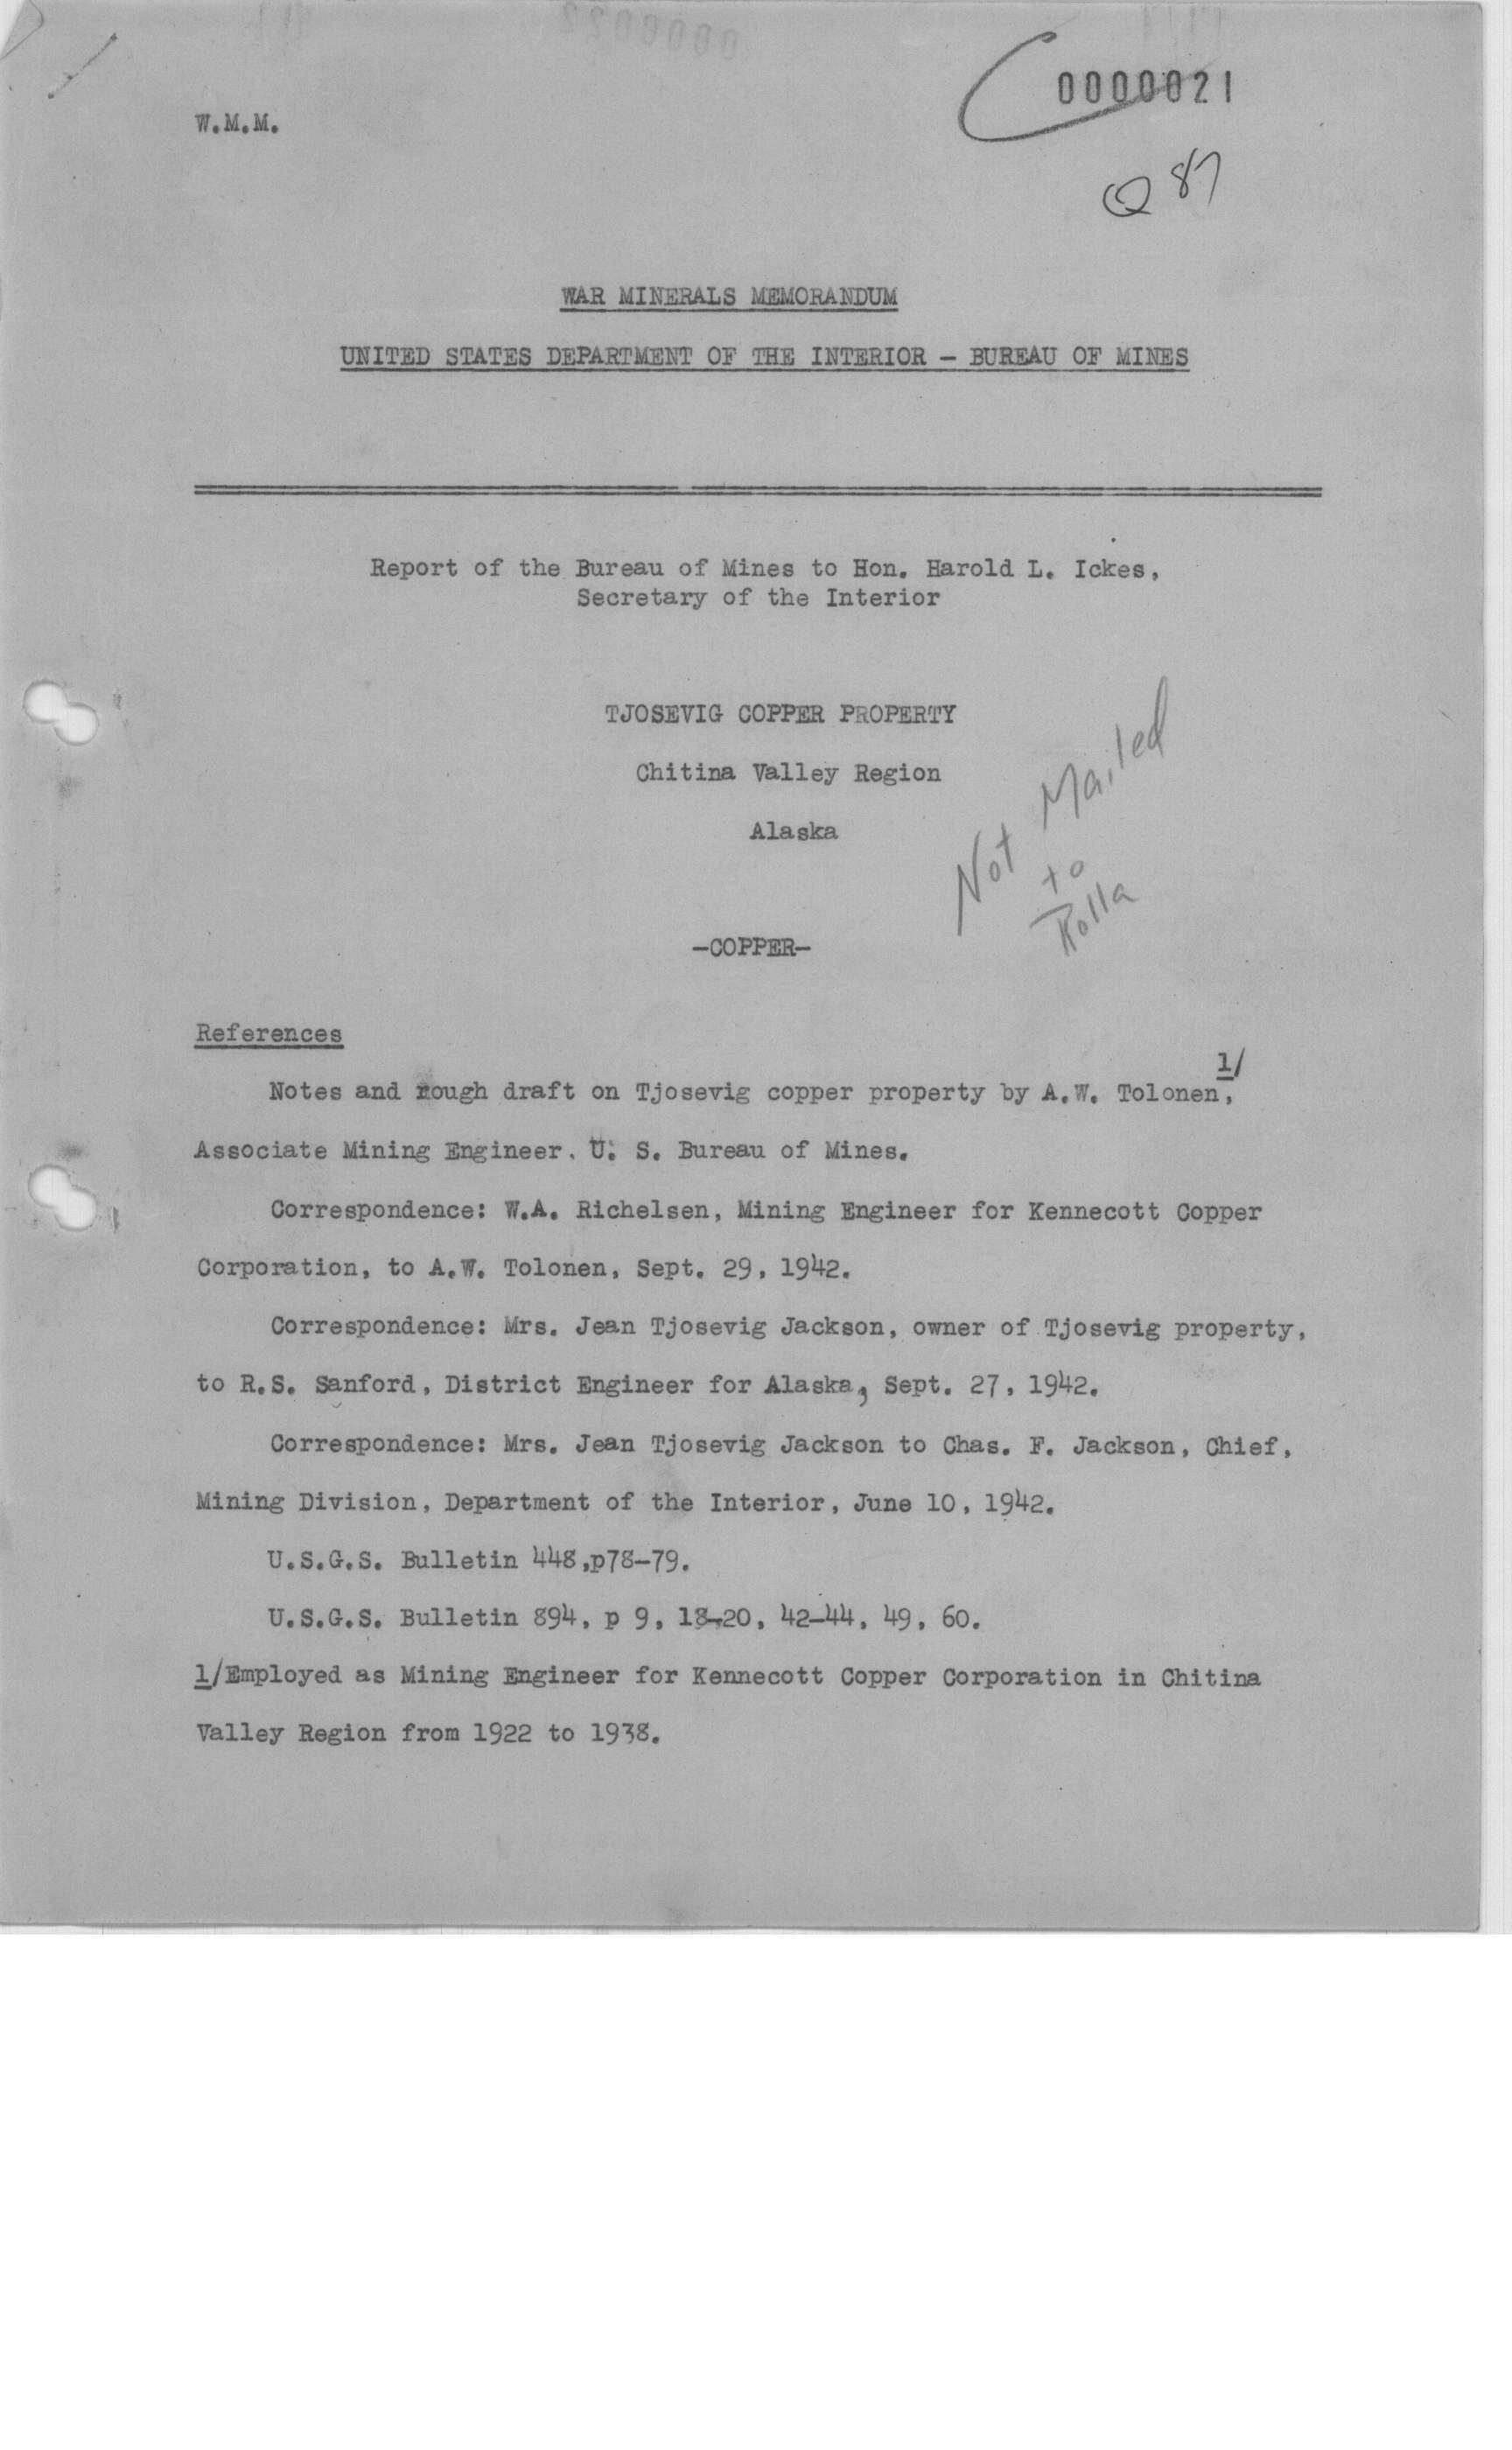 0000021
W.M.M.
Q 87
WAR MINERALS MEMORANDUM
UNITED STATES DEPARTMENT OF THE INTERIOR - BUREAU OF MINES
Report of the Bureau of Mines to Hon. Harold L. Ickes,
Secretary of the Interior
TJOSEVIG COPPER PROPERTY
Chitina Valley Region
Alaska
Not Mailed
to
Rolla
-COPPER-
References
1/
Notes and rough draft on Tjosevig copper property by A.W. Tolonen,
Associate Mining Engineer. U. S. Bureau of Mines.
Correspondence: W.A. Richelsen, Mining Engineer for Kennecott Copper
Corporation, to A.W. Tolonen, Sept. 29, 1942.
Correspondence: Mrs. Jean Tjosevig Jackson, owner of Tjosevig property,
to R.S. Sanford, District Engineer for Alaska, Sept. 27, 1942.
Correspondence: Mrs. Jean Tjosevig Jackson to Chas. F. Jackson, Chief,
Mining Division, Department of the Interior, June 10, 1942.
U.S.G.S. Bulletin 448,p78-79.
U.S.G.S. Bulletin 894, p 9, 18-20, 42-44, 49, 60.
1/Employed as Mining Engineer for Kennecott Copper Corporation in Chitina
Valley Region from 1922 to 1938.